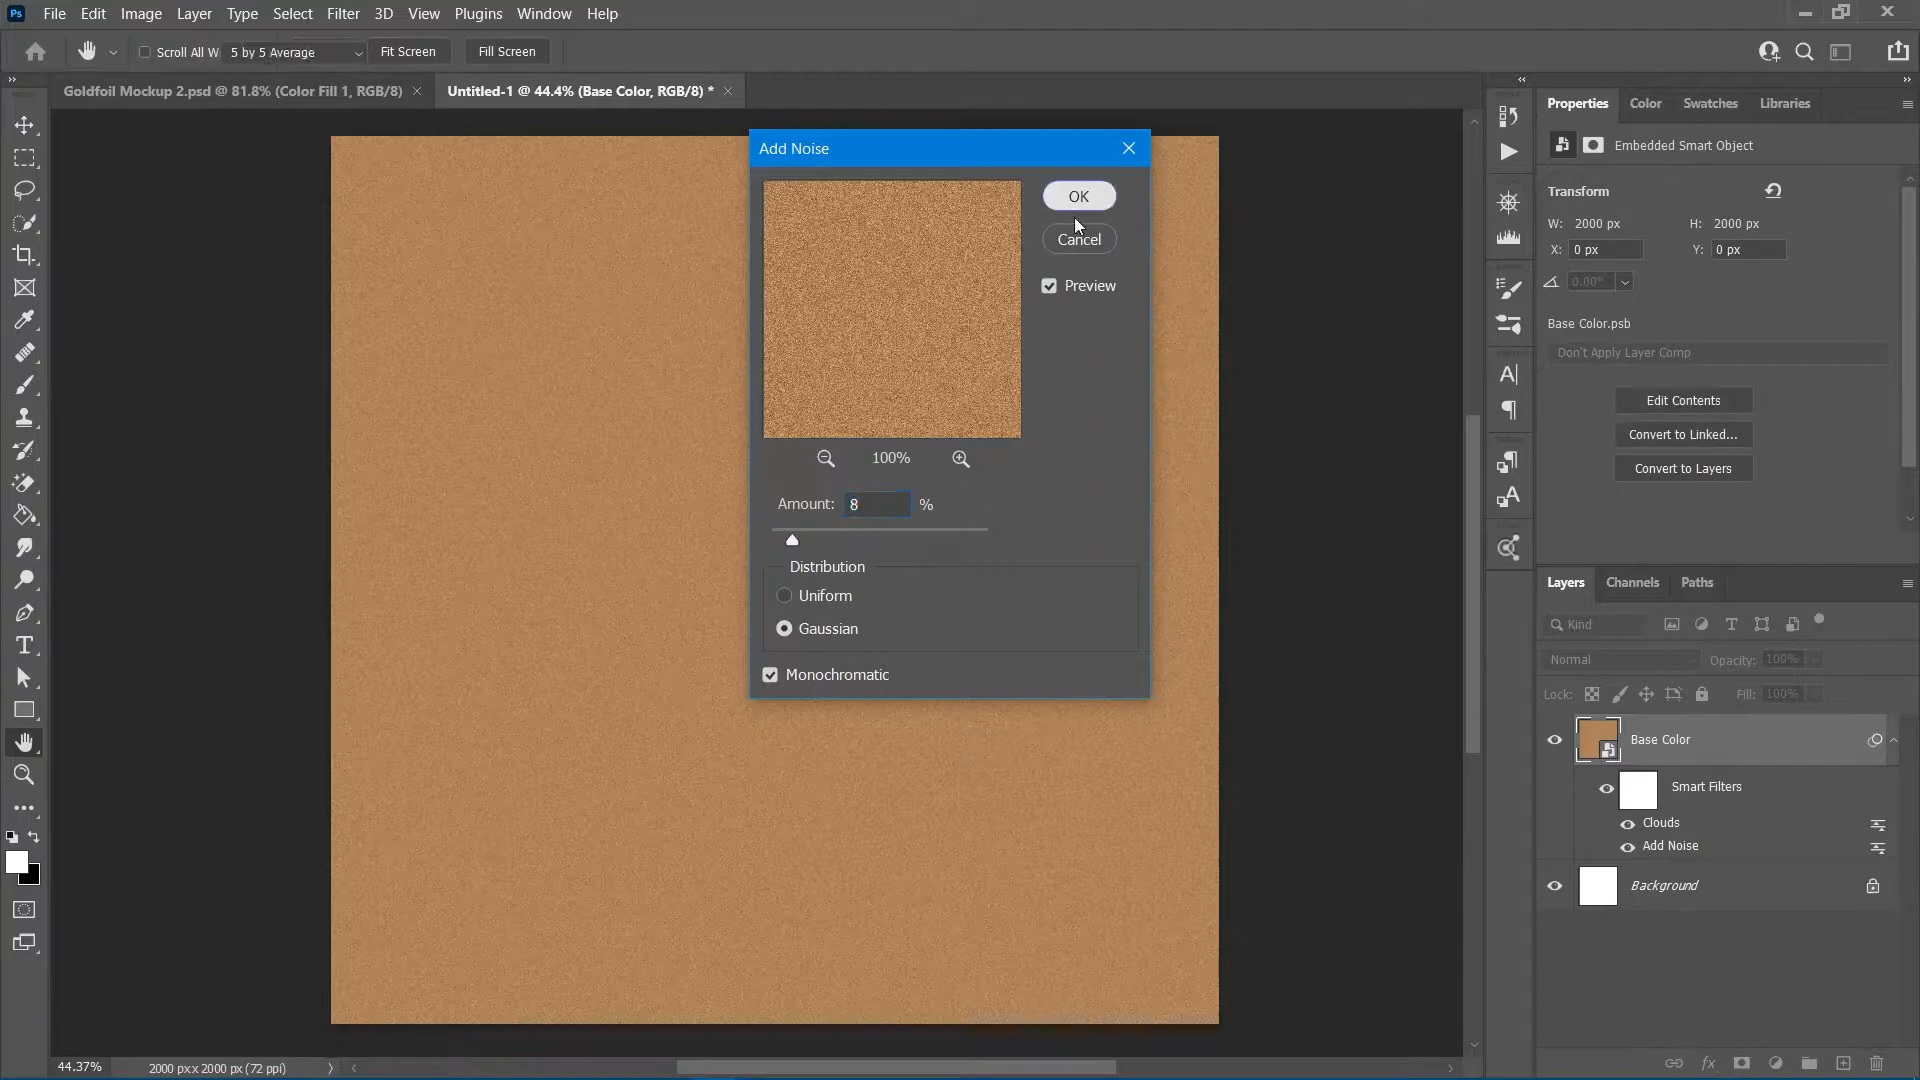 Ps File Edit Image Layer Type Select Filter 3D View Plugins Window Help
Scroll All W 5 by 5 Average Fit Screen Fill Screen
Goldfoil Mockup 2.psd @ 81.8% (Color Fill 1, RGB/8) × Untitled-1 @ 44.4% (Base Color, RGB/8) * ×
Properties Color Swatches Libraries
Embedded Smart Object
Transform
W: 2000 px H: 2000 px
X: 0 px Y: 0 px
0.00°
Base Color.psb
Don't Apply Layer Comp
Edit Contents
Convert to Linked...
Convert to Layers
Add Noise
OK
Cancel
Preview
100%
Amount: 8 %
Distribution
Uniform
Gaussian
Monochromatic
Layers Channels Paths
Kind
Normal Opacity: 100%
Lock: Fill: 100%
Base Color
Smart Filters
Clouds
Add Noise
Background
44.37% 2000 px x 2000 px (72 ppi)